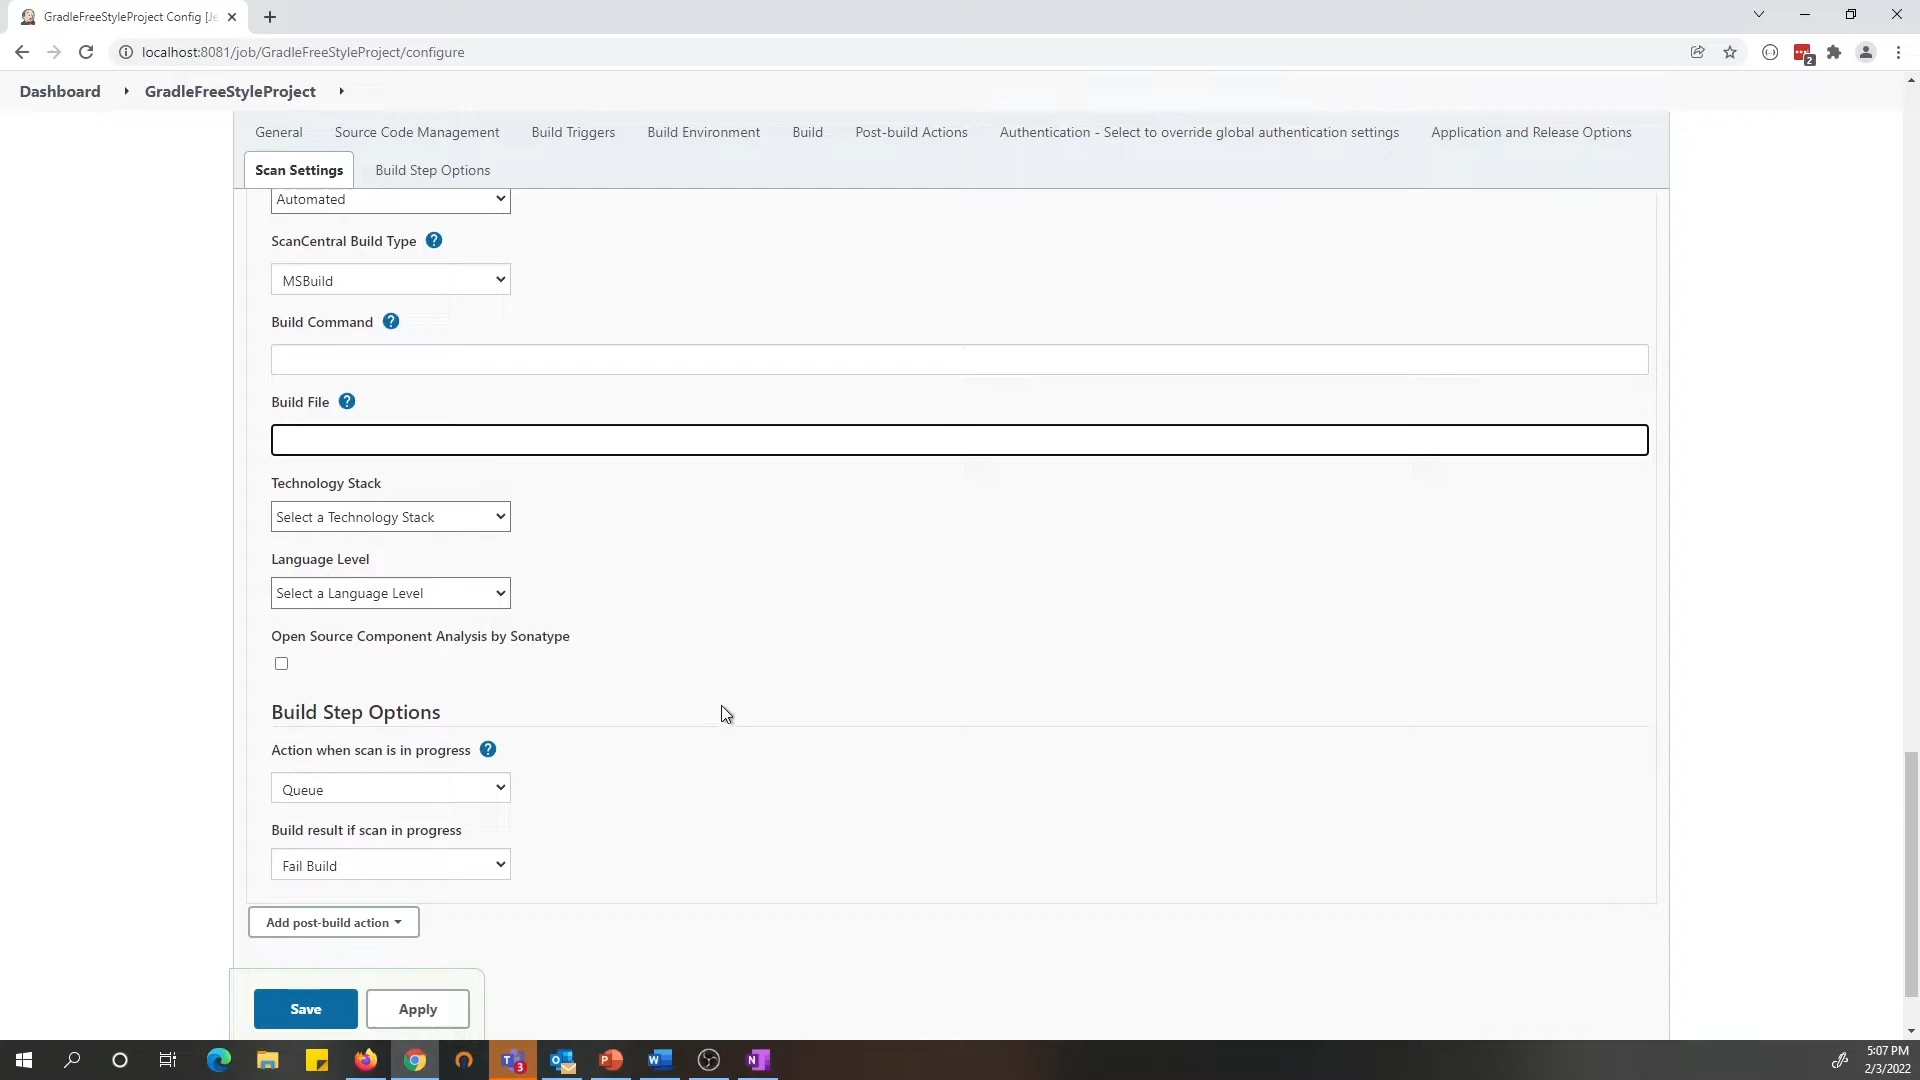 GradleFreeStyleProject Config [Je
localhost:8081/job/GradleFreeStyleProject/configure
2
Dashboard
GradleFreeStyleProject
General
Source Code Management
Build Triggers
Build Environment
Build
Post-build Actions
Authentication - Select to override global authentication settings
Application and Release Options
Scan Settings
Build Step Options
Automated
ScanCentral Build Type ?
MSBuild
Build Command ?
Build File ?
Technology Stack
Select a Technology Stack
Language Level
Select a Language Level
Open Source Component Analysis by Sonatype
Build Step Options
Action when scan is in progress ?
Queue
Build result if scan in progress
Fail Build
Add post-build action
Save
Apply
3
5:07 PM
2/3/2022